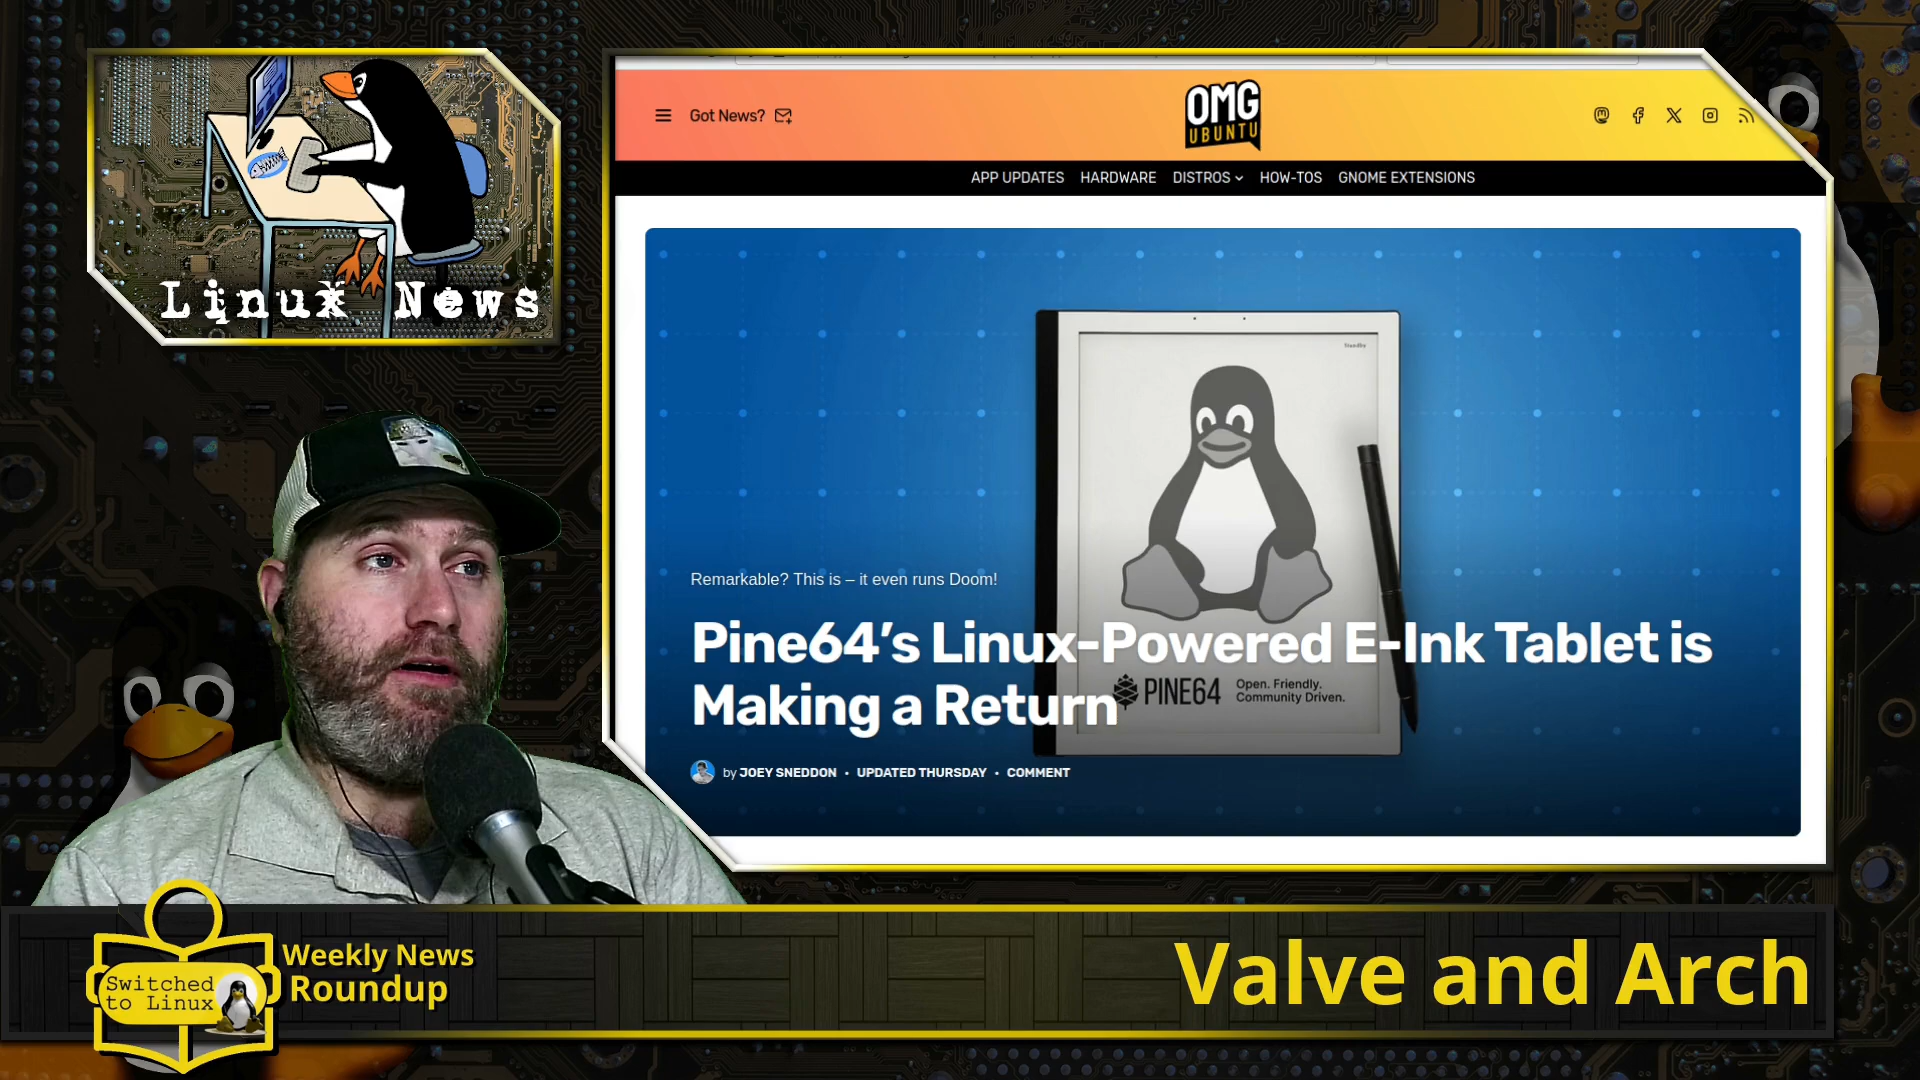 Linux News
Got News?
OMG
UBUNTU
APP UPDATES HARDWARE DISTROS HOW-TOS GNOME EXTENSIONS
Standby
Remarkable? This is – it even runs Doom!
Pine64’s Linux-Powered E-Ink Tablet is
Making a Return
PINE64 Open. Friendly.
Community Driven.
by JOEY SNEDDON • UPDATED THURSDAY • COMMENT
Switched
to Linux
Weekly News
Roundup
Valve and Arch